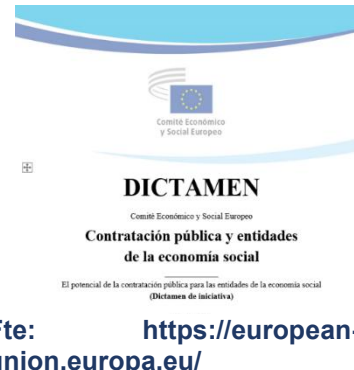 Comité Económico
y Social Europeo
DICTAMEN
Comité Económico y Social Europeo
Contratación pública y entidades
de la economía social
El potencial de la contratación pública para las entidades de la economía social
(Dictamen de iniciativa)
Fte: https://european-
union.europa.eu/